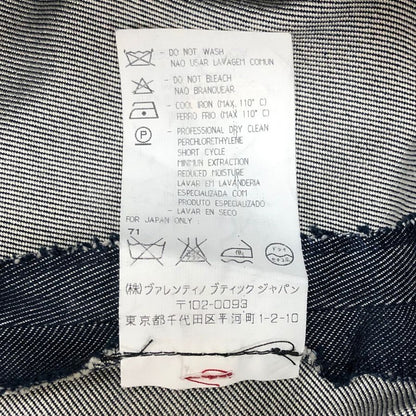 - DO NOT WASH
NAO USAR LAVAGEM COMUN
- DO NOT BLEACH
NAO BRANQUEAR
- COOL IRON (MAX. 110° C)
FERRO FRIO (MAX. 110° C)
- PROFESSIONAL DRY CLEAN
PERCHLORETHYLENE
SHORT CYCLE
MINIMUN EXTRACTION
REDUCED MOISTURE
LAVAR EM LAVANDERIA
ESPECIALIZADA COM
PRODUTO ESPECIALIZADO
- LAVAR EN SECO
FOR JAPAN ONLY
71
(株) ヴァレンティノ ブティック ジャパン
〒102-0093
東京都千代田区平河町1-2-10